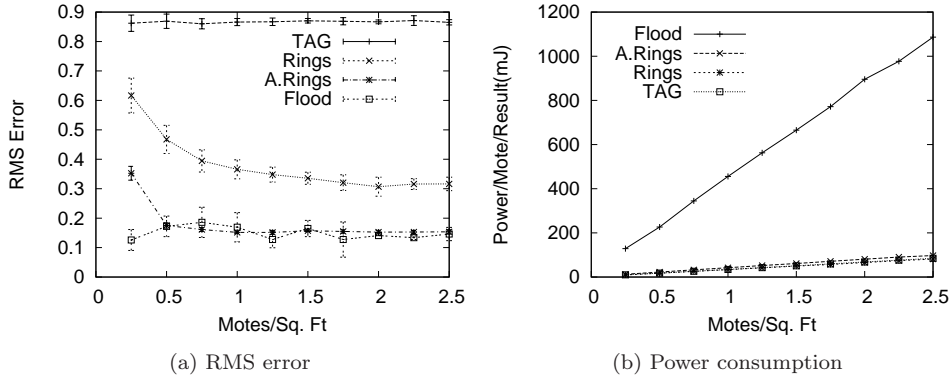 RMS Error
0.9
0.8
0.7
0.6
0.5
0.4
0.3
0.2
0.1
0
TAG
Rings
A.Rings
Flood
0 0.5 1 1.5 2 2.5
Motes/Sq. Ft
(a) RMS error
Power/Mote/Result(mJ)
1200
1000
800
600
400
200
0
Flood
A.Rings
Rings
TAG
0 0.5 1 1.5 2 2.5
Motes/Sq. Ft
(b) Power consumption